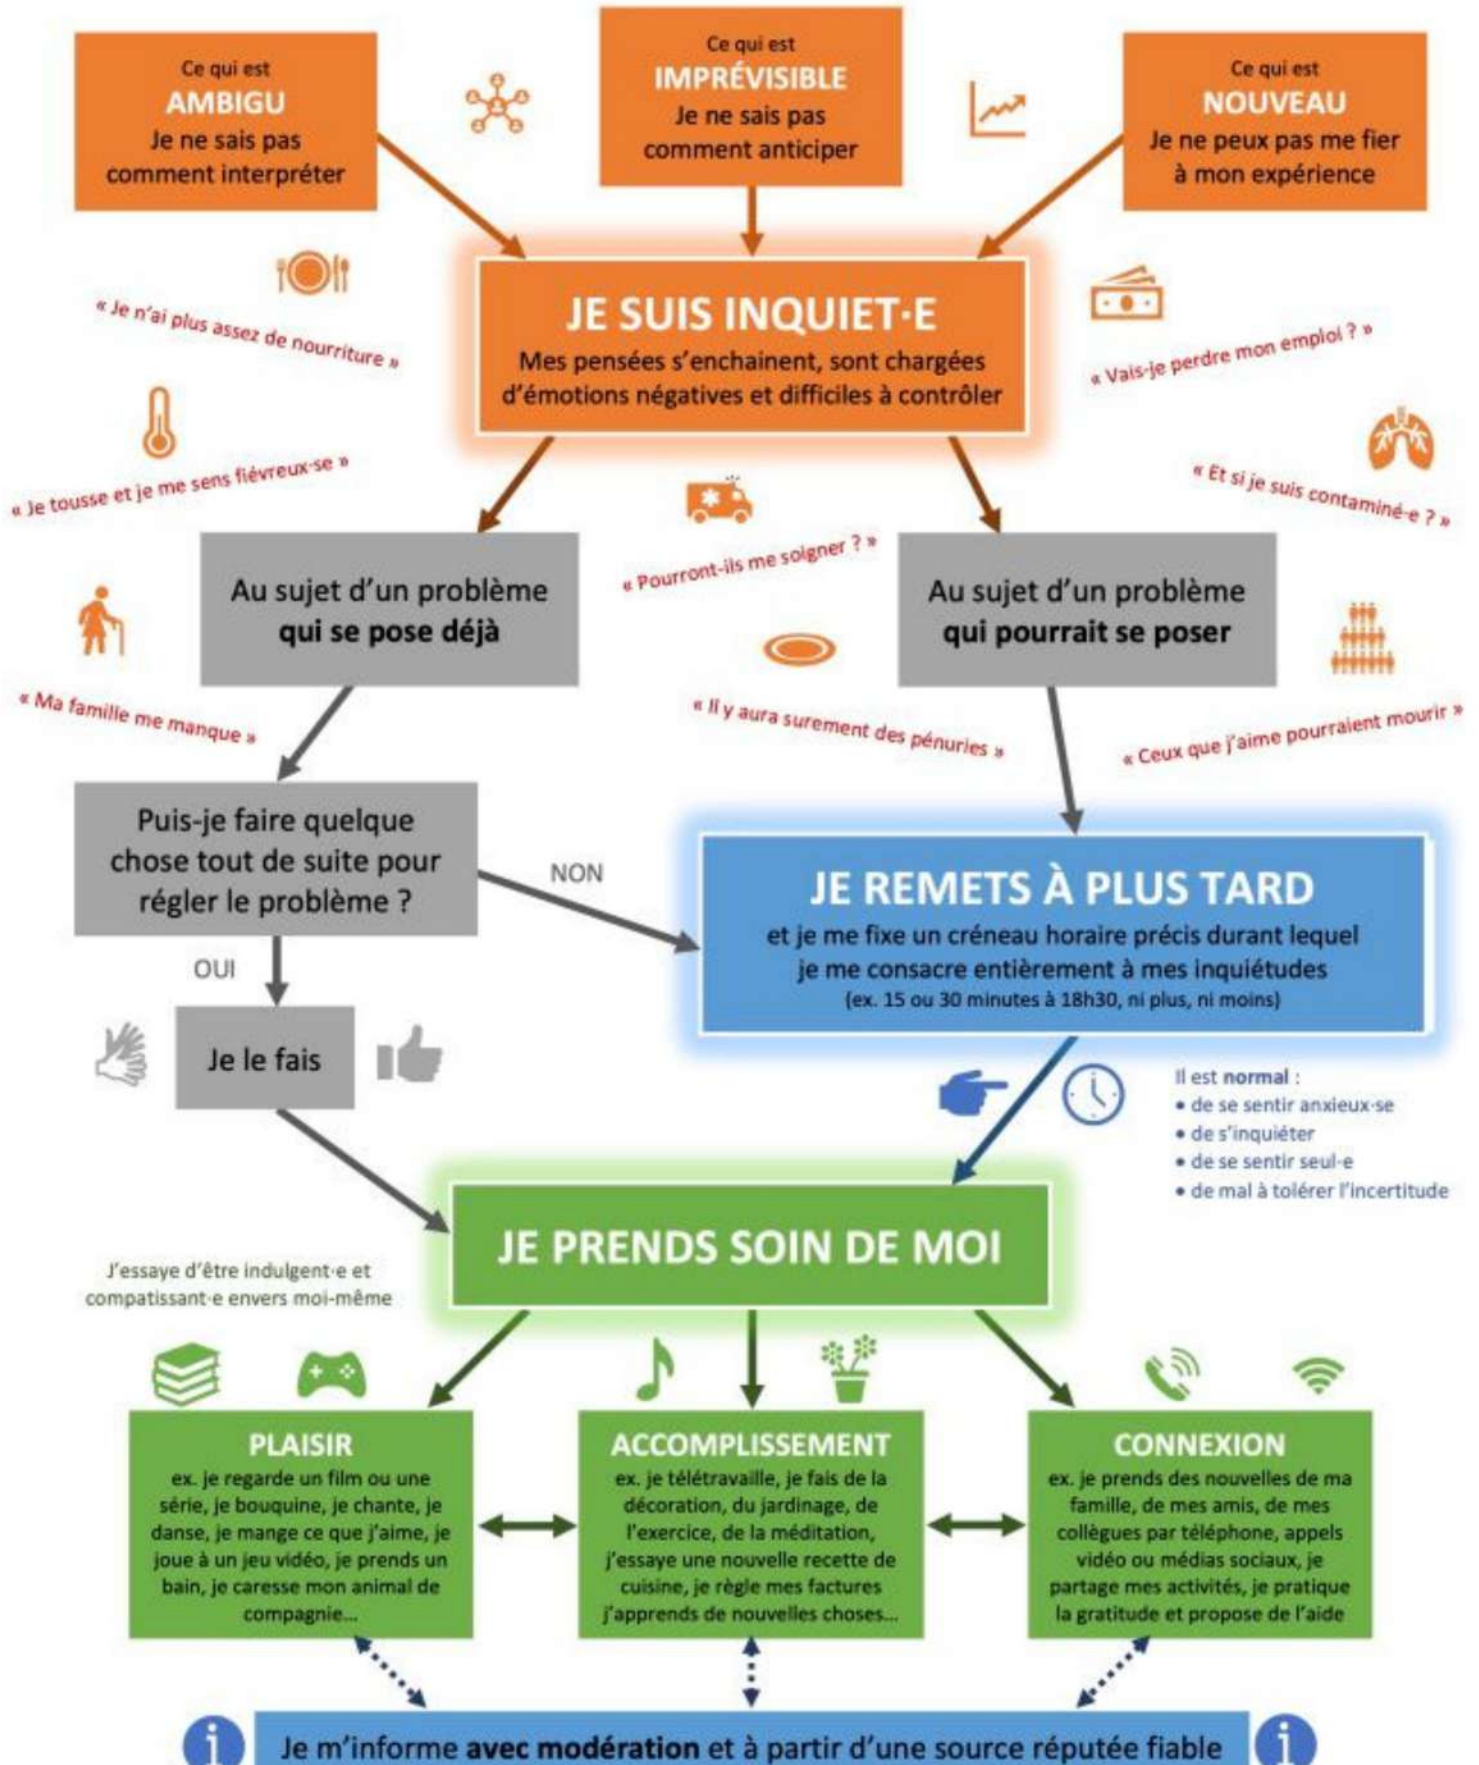 Ce qui est
AMBIGU
Je ne sais pas
comment interpréter
Ce qui est
IMPRÉVISIBLE
Je ne sais pas
comment anticiper
Ce qui est
NOUVEAU
Je ne peux pas me fier
à mon expérience
JE SUIS INQUIET·E
Mes pensées s'enchainent, sont chargées
d'émotions négatives et difficiles à contrôler
« Je n'ai plus assez de nourriture »
« Vais-je perdre mon emploi ? »
« Je tousse et je me sens fiévreux·se »
« Et si je suis contaminé·e ? »
« Pourront-ils me soigner ? »
Au sujet d'un problème
qui se pose déjà
Au sujet d'un problème
qui pourrait se poser
« Ma famille me manque »
« Il y aura surement des pénuries »
« Ceux que j'aime pourraient mourir »
Puis-je faire quelque
chose tout de suite pour
régler le problème ?
NON
OUI
Je le fais
JE REMETS À PLUS TARD
et je me fixe un créneau horaire précis durant lequel
je me consacre entièrement à mes inquiétudes
(ex. 15 ou 30 minutes à 18h30, ni plus, ni moins)
Il est normal :
• de se sentir anxieux·se
• de s'inquiéter
• de se sentir seul·e
• de mal à tolérer l'incertitude
JE PRENDS SOIN DE MOI
J'essaye d'être indulgent·e et
compatissant·e envers moi-même
PLAISIR
ex. je regarde un film ou une
série, je bouquine, je chante, je
danse, je mange ce que j'aime, je
joue à un jeu vidéo, je prends un
bain, je caresse mon animal de
compagnie...
ACCOMPLISSEMENT
ex. je télétravaille, je fais de la
décoration, du jardinage, de
l'exercice, de la méditation,
j'essaye une nouvelle recette de
cuisine, je règle mes factures
j'apprends de nouvelles choses...
CONNEXION
ex. je prends des nouvelles de ma
famille, de mes amis, de mes
collègues par téléphone, appels
vidéo ou médias sociaux, je
partage mes activités, je pratique
la gratitude et propose de l'aide
Je m'informe avec modération et à partir d'une source réputée fiable